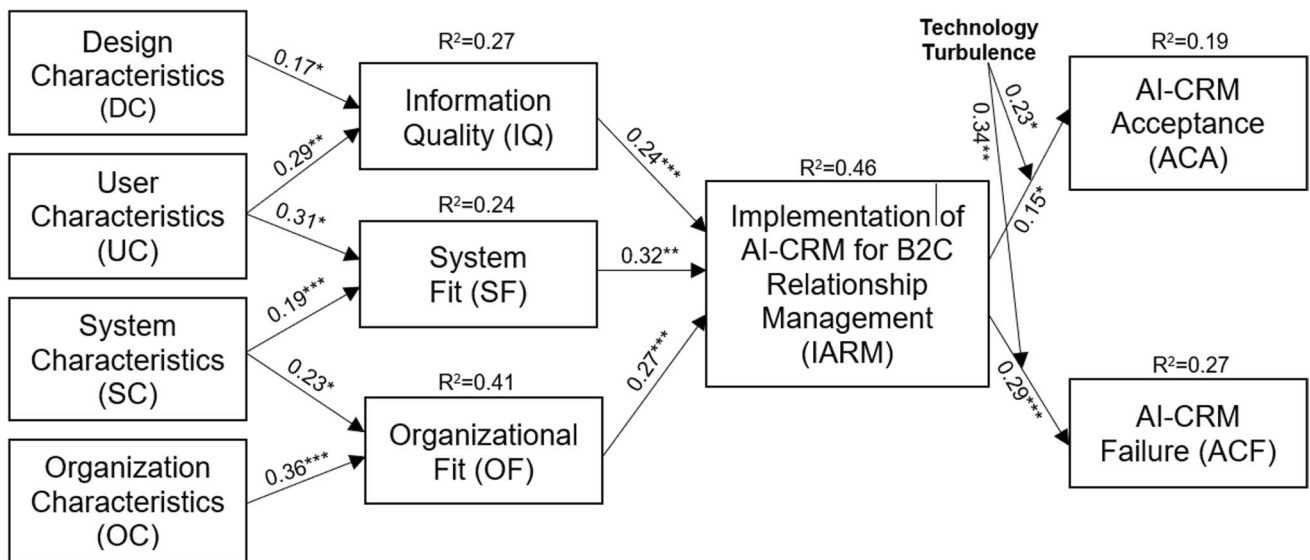 Design
Characteristics
(DC)
User
Characteristics
(UC)
System
Characteristics
(SC)
Organization
Characteristics
(OC)
0.17*
0.29**
0.31*
0.19***
0.23*
0.36***
R²=0.27
Information
Quality (IQ)
R²=0.24
System
Fit (SF)
R²=0.41
Organizational
Fit (OF)
0.24***
0.32**
0.27***
R²=0.46
Implementation of
AI-CRM for B2C
Relationship
Management
(IARM)
Technology
Turbulence
0.23*
0.34**
0.15*
0.29***
R²=0.19
AI-CRM
Acceptance
(ACA)
R²=0.27
AI-CRM
Failure (ACF)